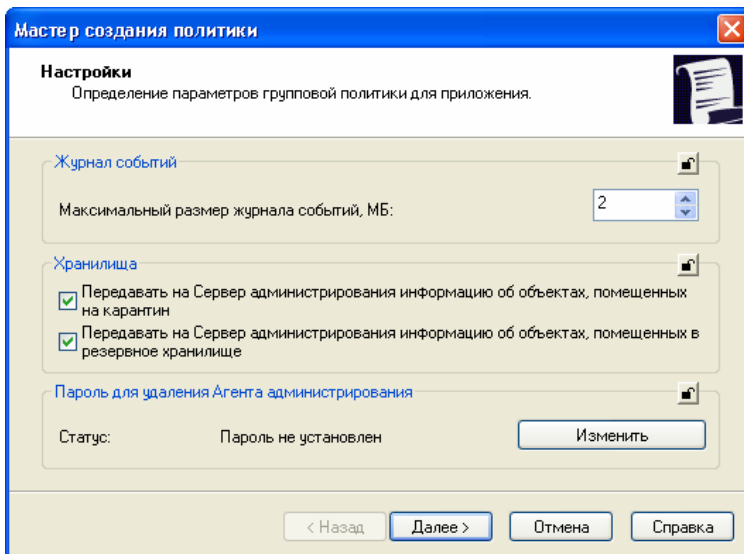 Мастер создания политики
Настройки
Определение параметров групповой политики для приложения.
Журнал событий
Максимальный размер журнала событий, МБ:
2
Хранилища
Передавать на Сервер администрирования информацию об объектах, помещенных
на карантин
Передавать на Сервер администрирования информацию об объектах, помещенных в
резервное хранилище
Пароль для удаления Агента администрирования
Статус:
Пароль не установлен
Изменить
< Назад
Далее >
Отмена
Справка